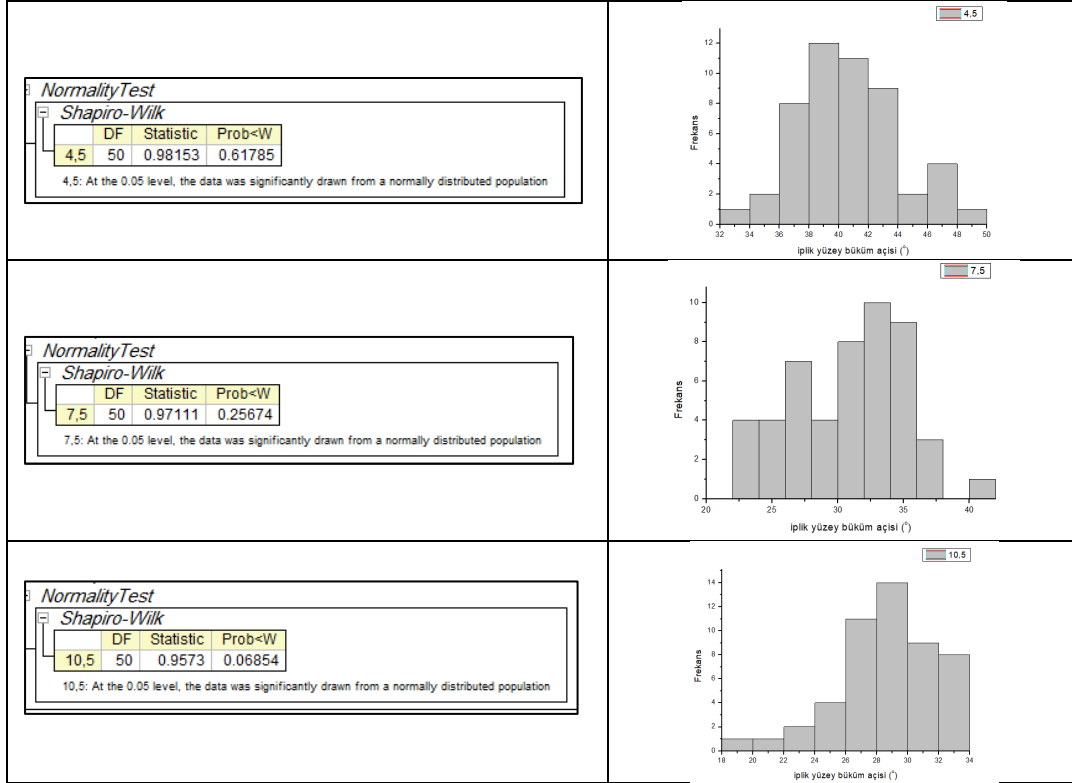 NormalityTest
Shapiro-Wilk
DF Statistic Prob<W
4,5 50 0.98153 0.61785
4,5: At the 0.05 level, the data was significantly drawn from a normally distributed population
4,5
12
10
8
6
4
2
0
Frekans
32 34 36 38 40 42 44 46 48 50
iplik yüzey büküm açisi (°)
NormalityTest
Shapiro-Wilk
DF Statistic Prob<W
7,5 50 0.97111 0.25674
7,5: At the 0.05 level, the data was significantly drawn from a normally distributed population
7,5
10
8
6
4
2
0
Frekans
20 25 30 35 40
iplik yüzey büküm açisi (°)
NormalityTest
Shapiro-Wilk
DF Statistic Prob<W
10,5 50 0.9573 0.06854
10,5: At the 0.05 level, the data was significantly drawn from a normally distributed population
10,5
14
12
10
8
6
4
2
0
Frekans
18 20 22 24 26 28 30 32 34
iplik yüzey büküm açisi (°)